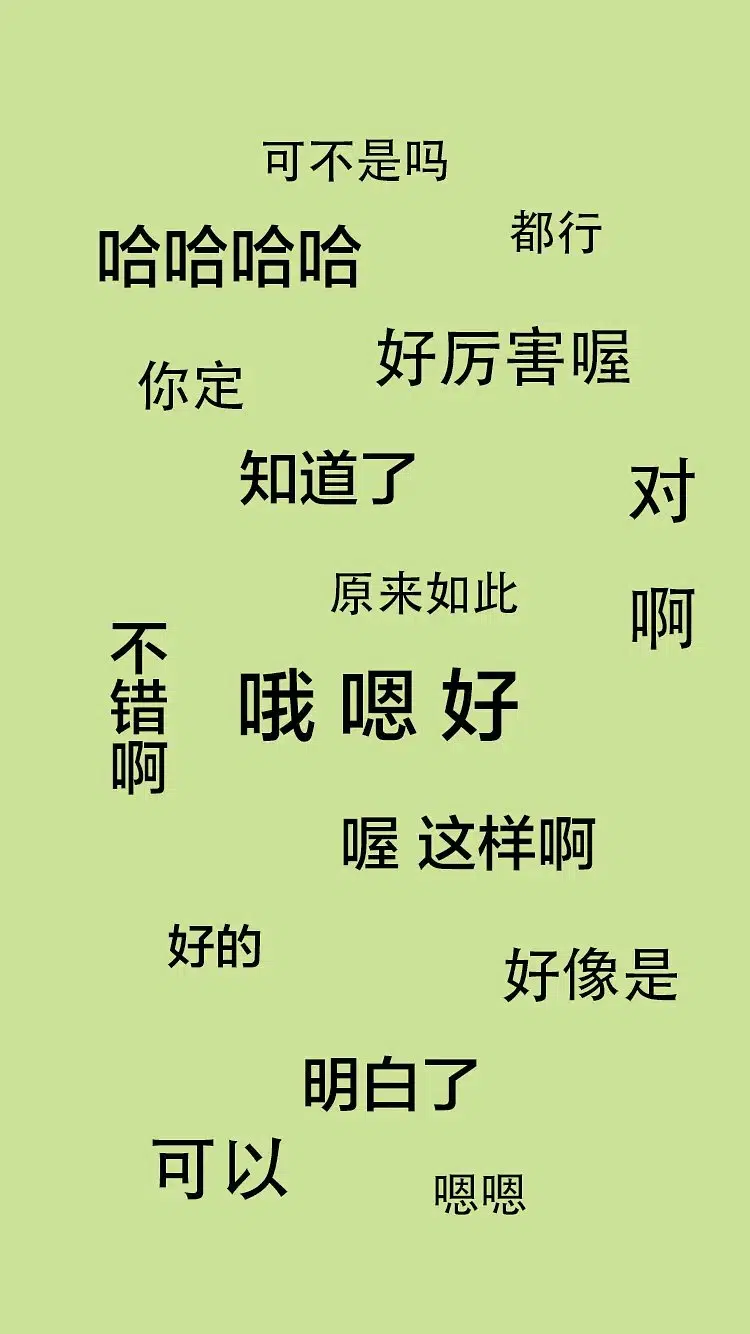 可不是吗
都行
哈哈哈哈
好厉害喔
你定
知道了
对啊
原来如此
不错啊
哦 嗯 好
喔 这样啊
好的
好像是
明白了
可以
嗯嗯